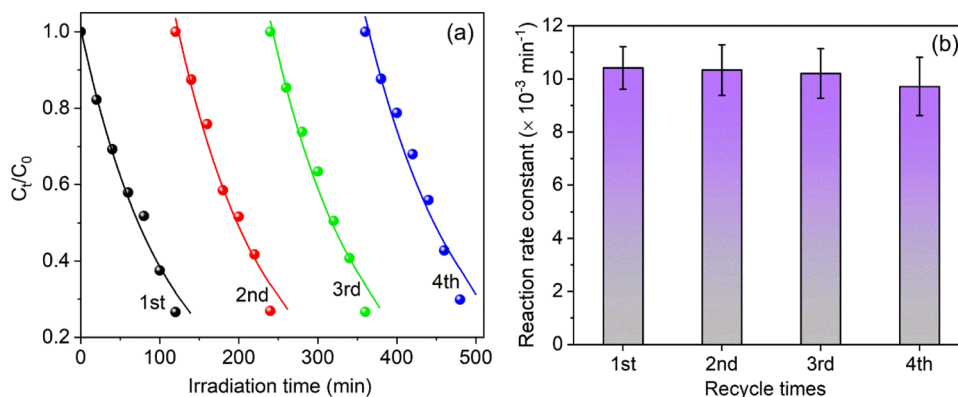 (a)
1.0
0.8
0.6
0.4
0.2
C_t/C_0
1st
2nd
3rd
4th
0 100 200 300 400 500
Irradiation time (min)
(b)
12
10
8
6
4
2
0
Reaction rate constant (× 10⁻³ min⁻¹)
1st 2nd 3rd 4th
Recycle times